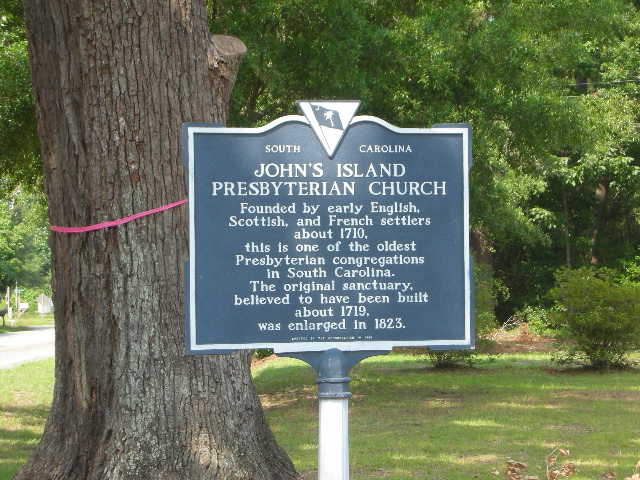 SOUTH CAROLINA
JOHN'S ISLAND
PRESBYTERIAN CHURCH
Founded by early English,
Scottish, and French settlers
about 1710,
this is one of the oldest
Presbyterian congregations
in South Carolina.
The original sanctuary,
believed to have been built
about 1719,
was enlarged in 1823.